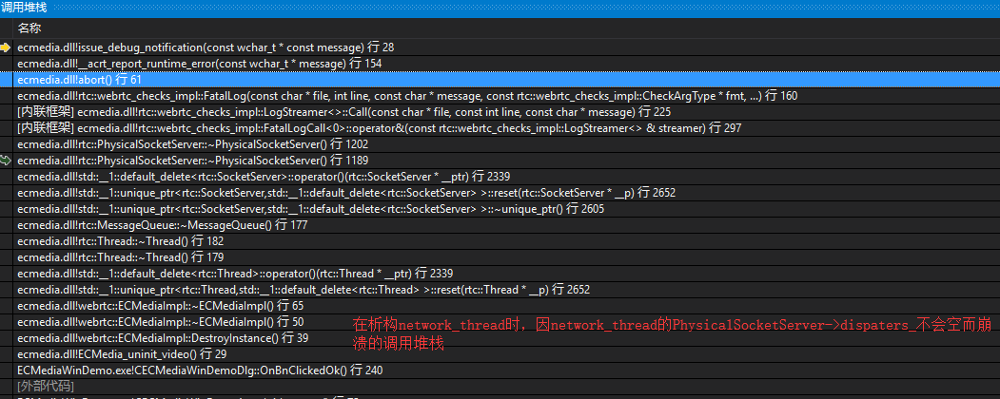 调用堆栈
名称
ecmedia.dll!issue_debug_notification(const wchar_t * const message) 行 28
ecmedia.dll!__acrt_report_runtime_error(const wchar_t * message) 行 154
ecmedia.dll!abort() 行 61
ecmedia.dll!rtc::webrtc_checks_impl::FatalLog(const char * file, int line, const char * message, const rtc::webrtc_checks_impl::CheckArgType * fmt, ...) 行 160
[内联框架] ecmedia.dll!rtc::webrtc_checks_impl::LogStreamer<>::Call(const char * file, const int line, const char * message) 行 225
[内联框架] ecmedia.dll!rtc::webrtc_checks_impl::FatalLogCall<0>::operator&(const rtc::webrtc_checks_impl::LogStreamer<> & streamer) 行 297
ecmedia.dll!rtc::PhysicalSocketServer::~PhysicalSocketServer() 行 1202
ecmedia.dll!rtc::PhysicalSocketServer::~PhysicalSocketServer() 行 1189
ecmedia.dll!std::__1::default_delete<rtc::SocketServer>::operator()(rtc::SocketServer * __ptr) 行 2339
ecmedia.dll!std::__1::unique_ptr<rtc::SocketServer,std::__1::default_delete<rtc::SocketServer> >::reset(rtc::SocketServer * __p) 行 2652
ecmedia.dll!std::__1::unique_ptr<rtc::SocketServer,std::__1::default_delete<rtc::SocketServer> >::~unique_ptr() 行 2605
ecmedia.dll!rtc::MessageQueue::~MessageQueue() 行 177
ecmedia.dll!rtc::Thread::~Thread() 行 182
ecmedia.dll!rtc::Thread::~Thread() 行 179
ecmedia.dll!std::__1::default_delete<rtc::Thread>::operator()(rtc::Thread * __ptr) 行 2339
ecmedia.dll!std::__1::unique_ptr<rtc::Thread,std::__1::default_delete<rtc::Thread> >::reset(rtc::Thread * __p) 行 2652
ecmedia.dll!webrtc::ECMediaImpl::~ECMediaImpl() 行 65
ecmedia.dll!webrtc::ECMediaImpl::~ECMediaImpl() 行 50
在析构network_thread时，因network_thread的PhysicalSocketServer->dispaters_不会空而崩
溃的调用堆栈
ecmedia.dll!webrtc::ECMediaImpl::DestroyInstance() 行 39
ecmedia.dll!ECMedia_uninit_video() 行 29
ECMediaWinDemo.exe!CECMediaWinDemoDlg::OnBnClickedOk() 行 240
[外部代码]